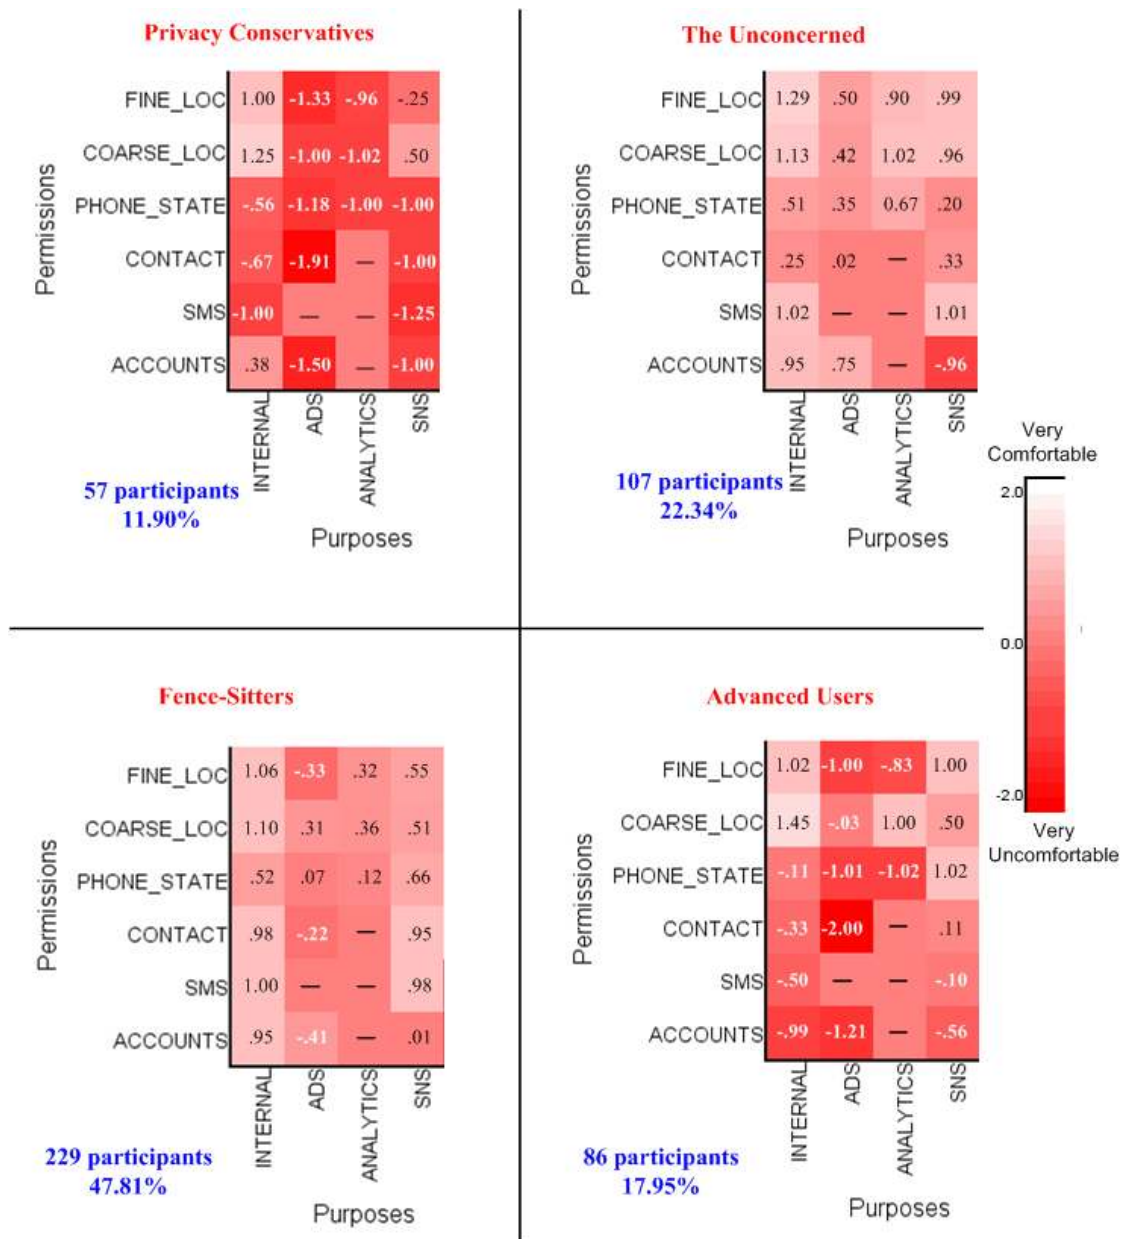 Privacy Conservatives
Permissions
FINE_LOC 1.00 -1.33 -.96 -.25
COARSE_LOC 1.25 -1.00 -1.02 .50
PHONE_STATE -.56 -1.18 -1.00 -1.00
CONTACT -.67 -1.91 — -1.00
SMS -1.00 — — -1.25
ACCOUNTS .38 -1.50 — -1.00
INTERNAL ADS ANALYTICS SNS
57 participants
11.90%
Purposes
The Unconcerned
Permissions
FINE_LOC 1.29 .50 .90 .99
COARSE_LOC 1.13 .42 1.02 .96
PHONE_STATE .51 .35 0.67 .20
CONTACT .25 .02 — .33
SMS 1.02 — — 1.01
ACCOUNTS .95 .75 — -.96
INTERNAL ADS ANALYTICS SNS
107 participants
22.34%
Purposes
Very
Comfortable
2.0
0.0
-2.0
Very
Uncomfortable
Fence-Sitters
Permissions
FINE_LOC 1.06 -.33 .32 .55
COARSE_LOC 1.10 .31 .36 .51
PHONE_STATE .52 .07 .12 .66
CONTACT .98 -.22 — .95
SMS 1.00 — — .98
ACCOUNTS .95 -.41 — .01
INTERNAL ADS ANALYTICS SNS
229 participants
47.81%
Purposes
Advanced Users
Permissions
FINE_LOC 1.02 -1.00 -.83 1.00
COARSE_LOC 1.45 -.03 1.00 .50
PHONE_STATE -.11 -1.01 -1.02 1.02
CONTACT -.33 -2.00 — .11
SMS -.50 — — -.10
ACCOUNTS -.99 -1.21 — -.56
INTERNAL ADS ANALYTICS SNS
86 participants
17.95%
Purposes